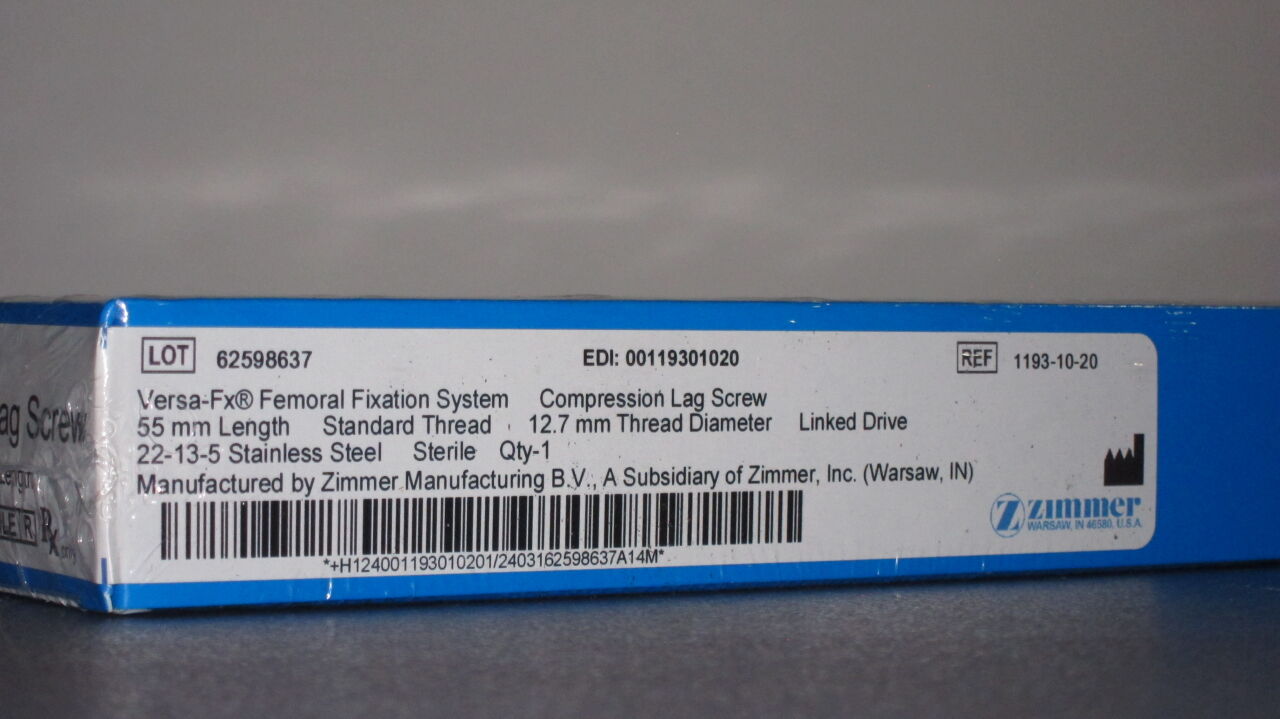 LOT 62598637 EDI: 00119301020 REF 1193-10-20
Versa-Fx® Femoral Fixation System Compression Lag Screw
55 mm Length Standard Thread 12.7 mm Thread Diameter Linked Drive
22-13-5 Stainless Steel Sterile Qty-1
Manufactured by Zimmer Manufacturing B.V., A Subsidiary of Zimmer, Inc. (Warsaw, IN)
*+H124001193010201/2403162598637A14M*
Z zimmer
WARSAW, IN 46580, U.S.A.
ag Screw
Rx only